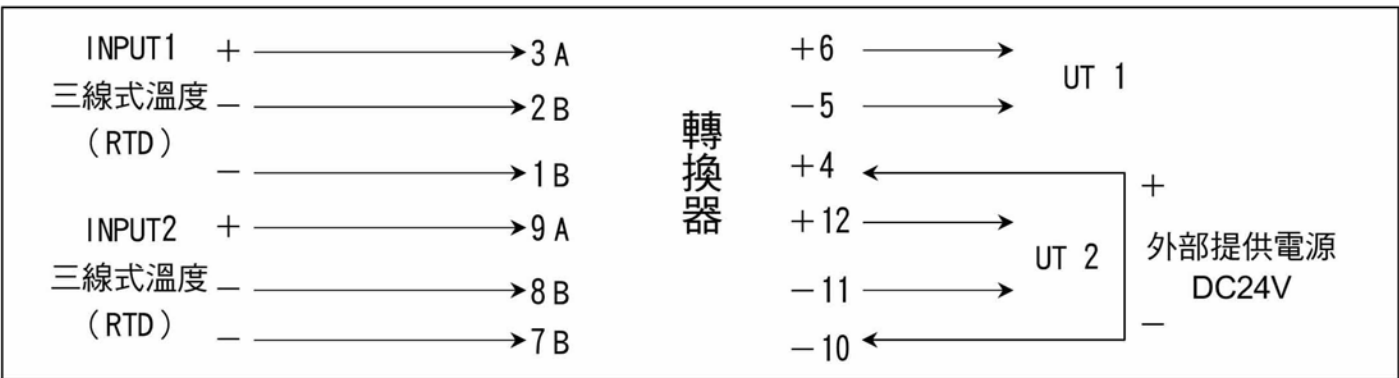 INPUT1 + 3 A
三線式溫度 - 2 B
(RTD)
- 1 B
INPUT2 + 9 A
三線式溫度 - 8 B
(RTD) - 7 B
轉換器
+6
-5
UT 1
+4
+12
-11
UT 2
-10
+
外部提供電源
DC24V
-